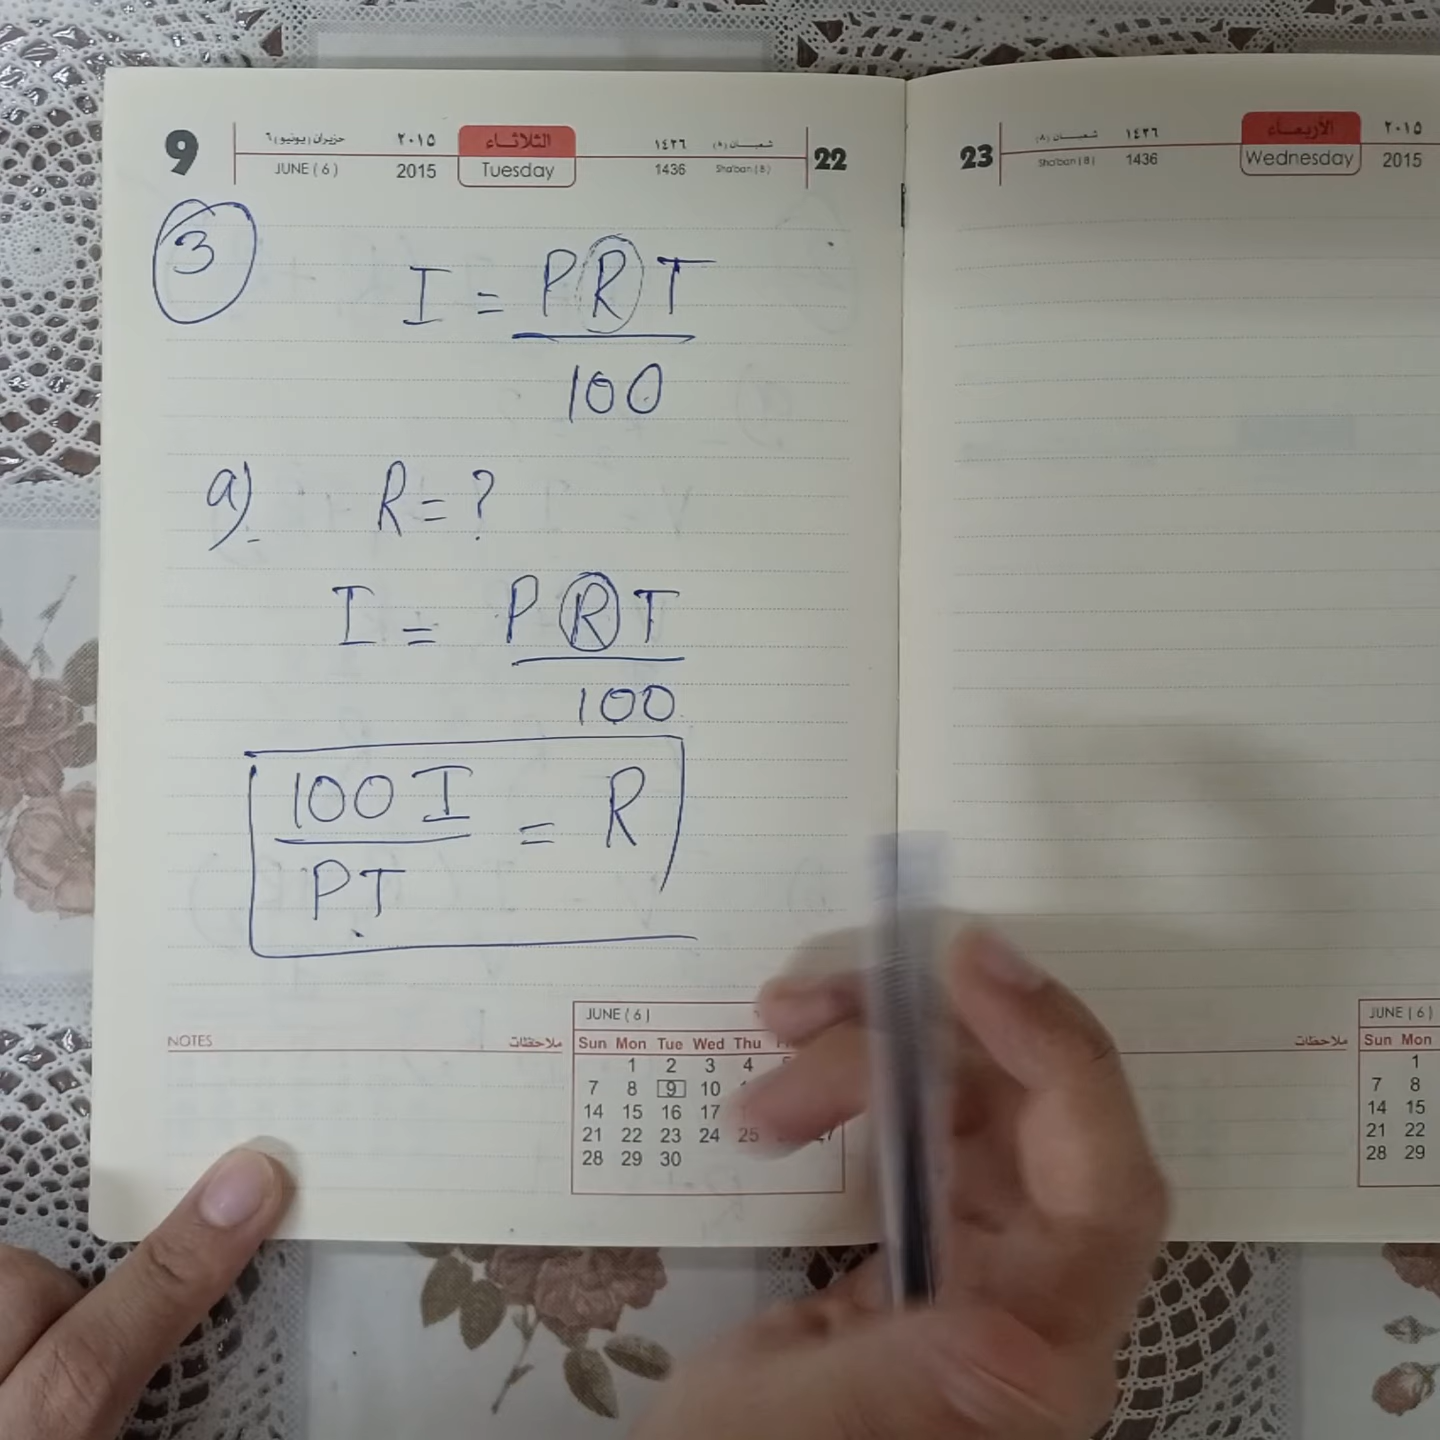 9 حزيران (يونيو) ٦ ٢٠١٥ الثلاثاء ١٤٣٦ شعبان (٨) 22
JUNE ( 6 ) 2015 Tuesday 1436 Sha'ban ( 8 )
3
I = PRT
100
a) R = ?
I = PRT
100
100 I = R
PT
NOTES ملاحظات
JUNE ( 6 )
Sun Mon Tue Wed Thu
1 2 3 4
7 8 9 10
14 15 16 17
21 22 23 24 25 27
28 29 30
23 شعبان (٨) ١٤٣٦ الأربعاء ٢٠١٥
Sha'ban ( 8 ) 1436 Wednesday 2015
ملاحظات
JUNE ( 6 )
Sun Mon
1
7 8
14 15
21 22
28 29